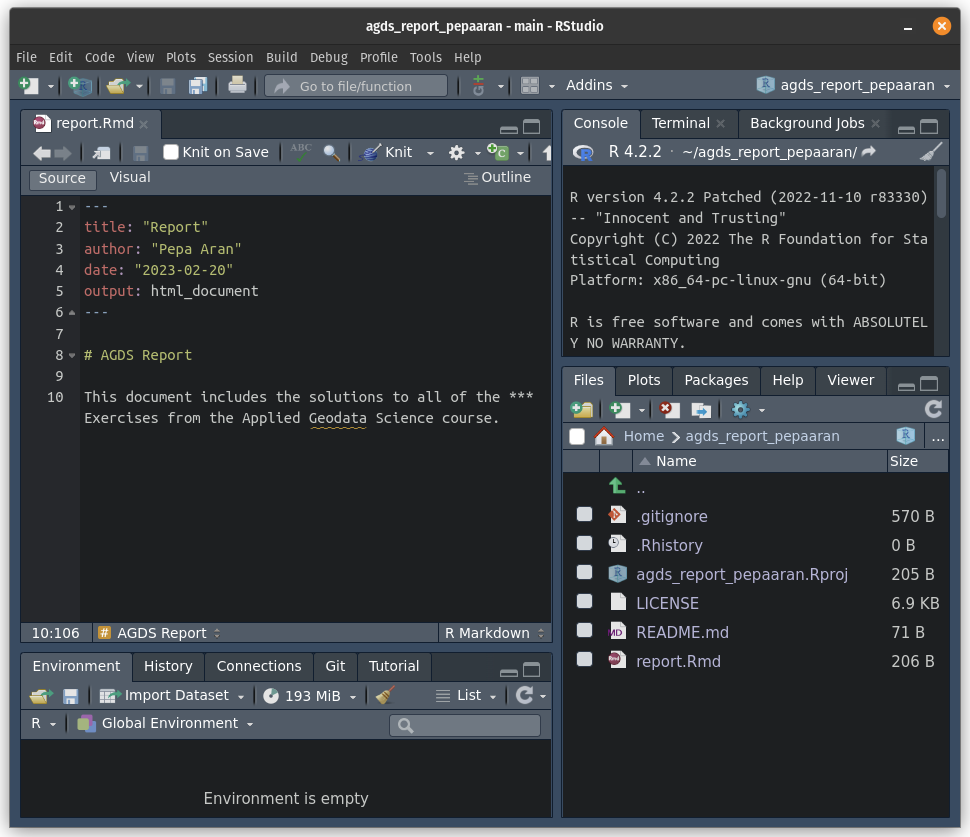 agds_report_pepaaran - main - RStudio
File Edit Code View Plots Session Build Debug Profile Tools Help
Go to file/function Addins agds_report_pepaaran
report.Rmd
Knit on Save ABC Knit
Source Visual Outline
1 ---
2 title: "Report"
3 author: "Pepa Aran"
4 date: "2023-02-20"
5 output: html_document
6 ---
7
8 # AGDS Report
9
10 This document includes the solutions to all of the ***
Exercises from the Applied Geodata Science course.
10:106 # AGDS Report R Markdown
Environment History Connections Git Tutorial
Import Dataset 193 MiB List
R Global Environment
Environment is empty
Console Terminal Background Jobs
R 4.2.2 · ~/agds_report_pepaaran/
R version 4.2.2 Patched (2022-11-10 r83330)
-- "Innocent and Trusting"
Copyright (C) 2022 The R Foundation for Sta
tistical Computing
Platform: x86_64-pc-linux-gnu (64-bit)
R is free software and comes with ABSOLUTEL
Y NO WARRANTY.
Files Plots Packages Help Viewer
Home agds_report_pepaaran R ...
Name Size
..
.gitignore 570 B
.Rhistory 0 B
agds_report_pepaaran.Rproj 205 B
LICENSE 6.9 KB
MD README.md 71 B
report.Rmd 206 B